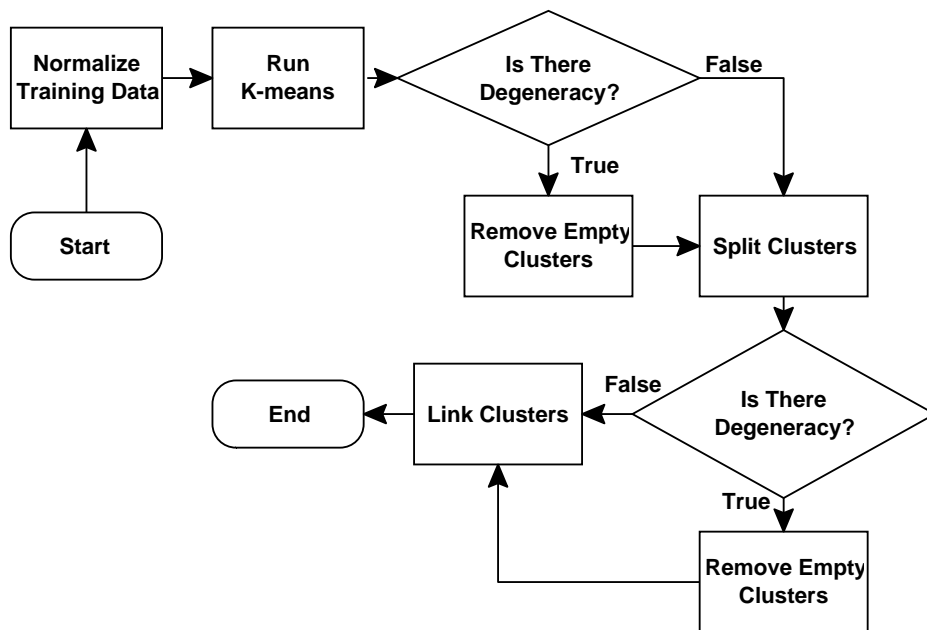 Normalize
Training Data
Run
K-means
Is There
Degeneracy?
False
True
Start
Remove Empty
Clusters
Split Clusters
End
Link Clusters
False
Is There
Degeneracy?
True
Remove Empty
Clusters